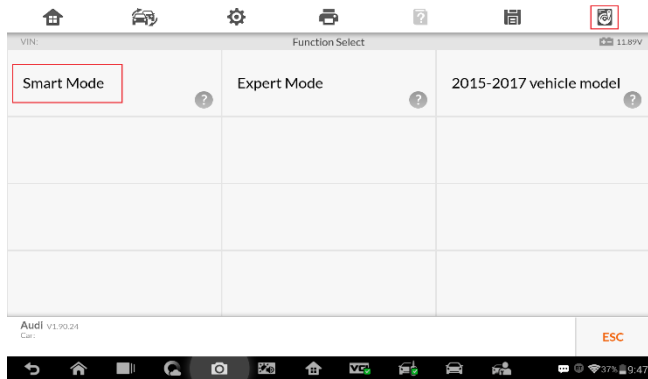 VIN:
Function Select
11.89V
Smart Mode
?
Expert Mode
?
2015-2017 vehicle model
?
Audi V1.90.24
Car:
ESC
37% 9:47